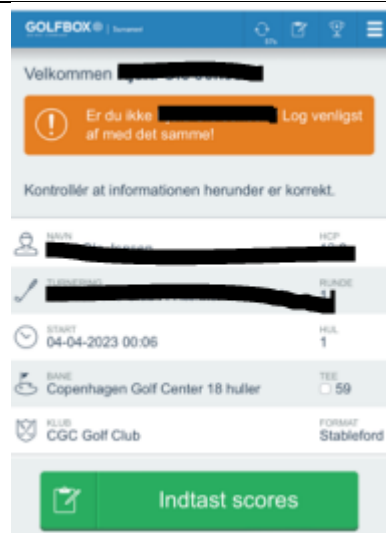 GOLFBOX
Velkommen
Er du ikke Log venligst
af med det samme!
Kontrollér at informationen herunder er korrekt.
NAVN HCP
TURNERING RUNDE
START HUL
04-04-2023 00:06 1
BANE TEE
Copenhagen Golf Center 18 huller 59
KLUB FORMAT
CGC Golf Club Stableford
Indtast scores